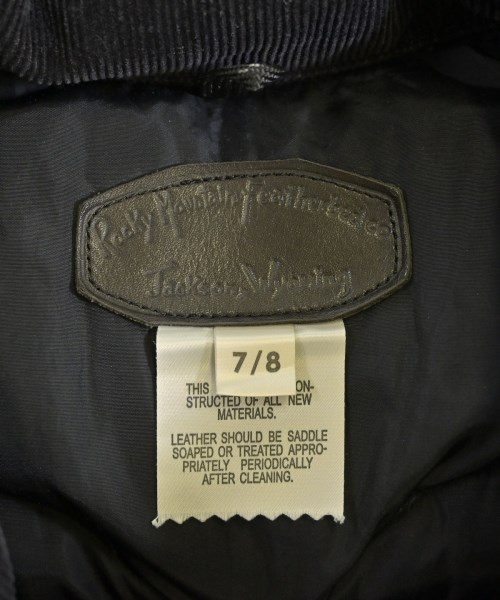 Rocky Mountain Featherbed co
Jackson, Wyoming
7/8
THIS ON-
STRUCTED OF ALL NEW
MATERIALS.
LEATHER SHOULD BE SADDLE
SOAPED OR TREATED APPRO-
PRIATELY PERIODICALLY
AFTER CLEANING.